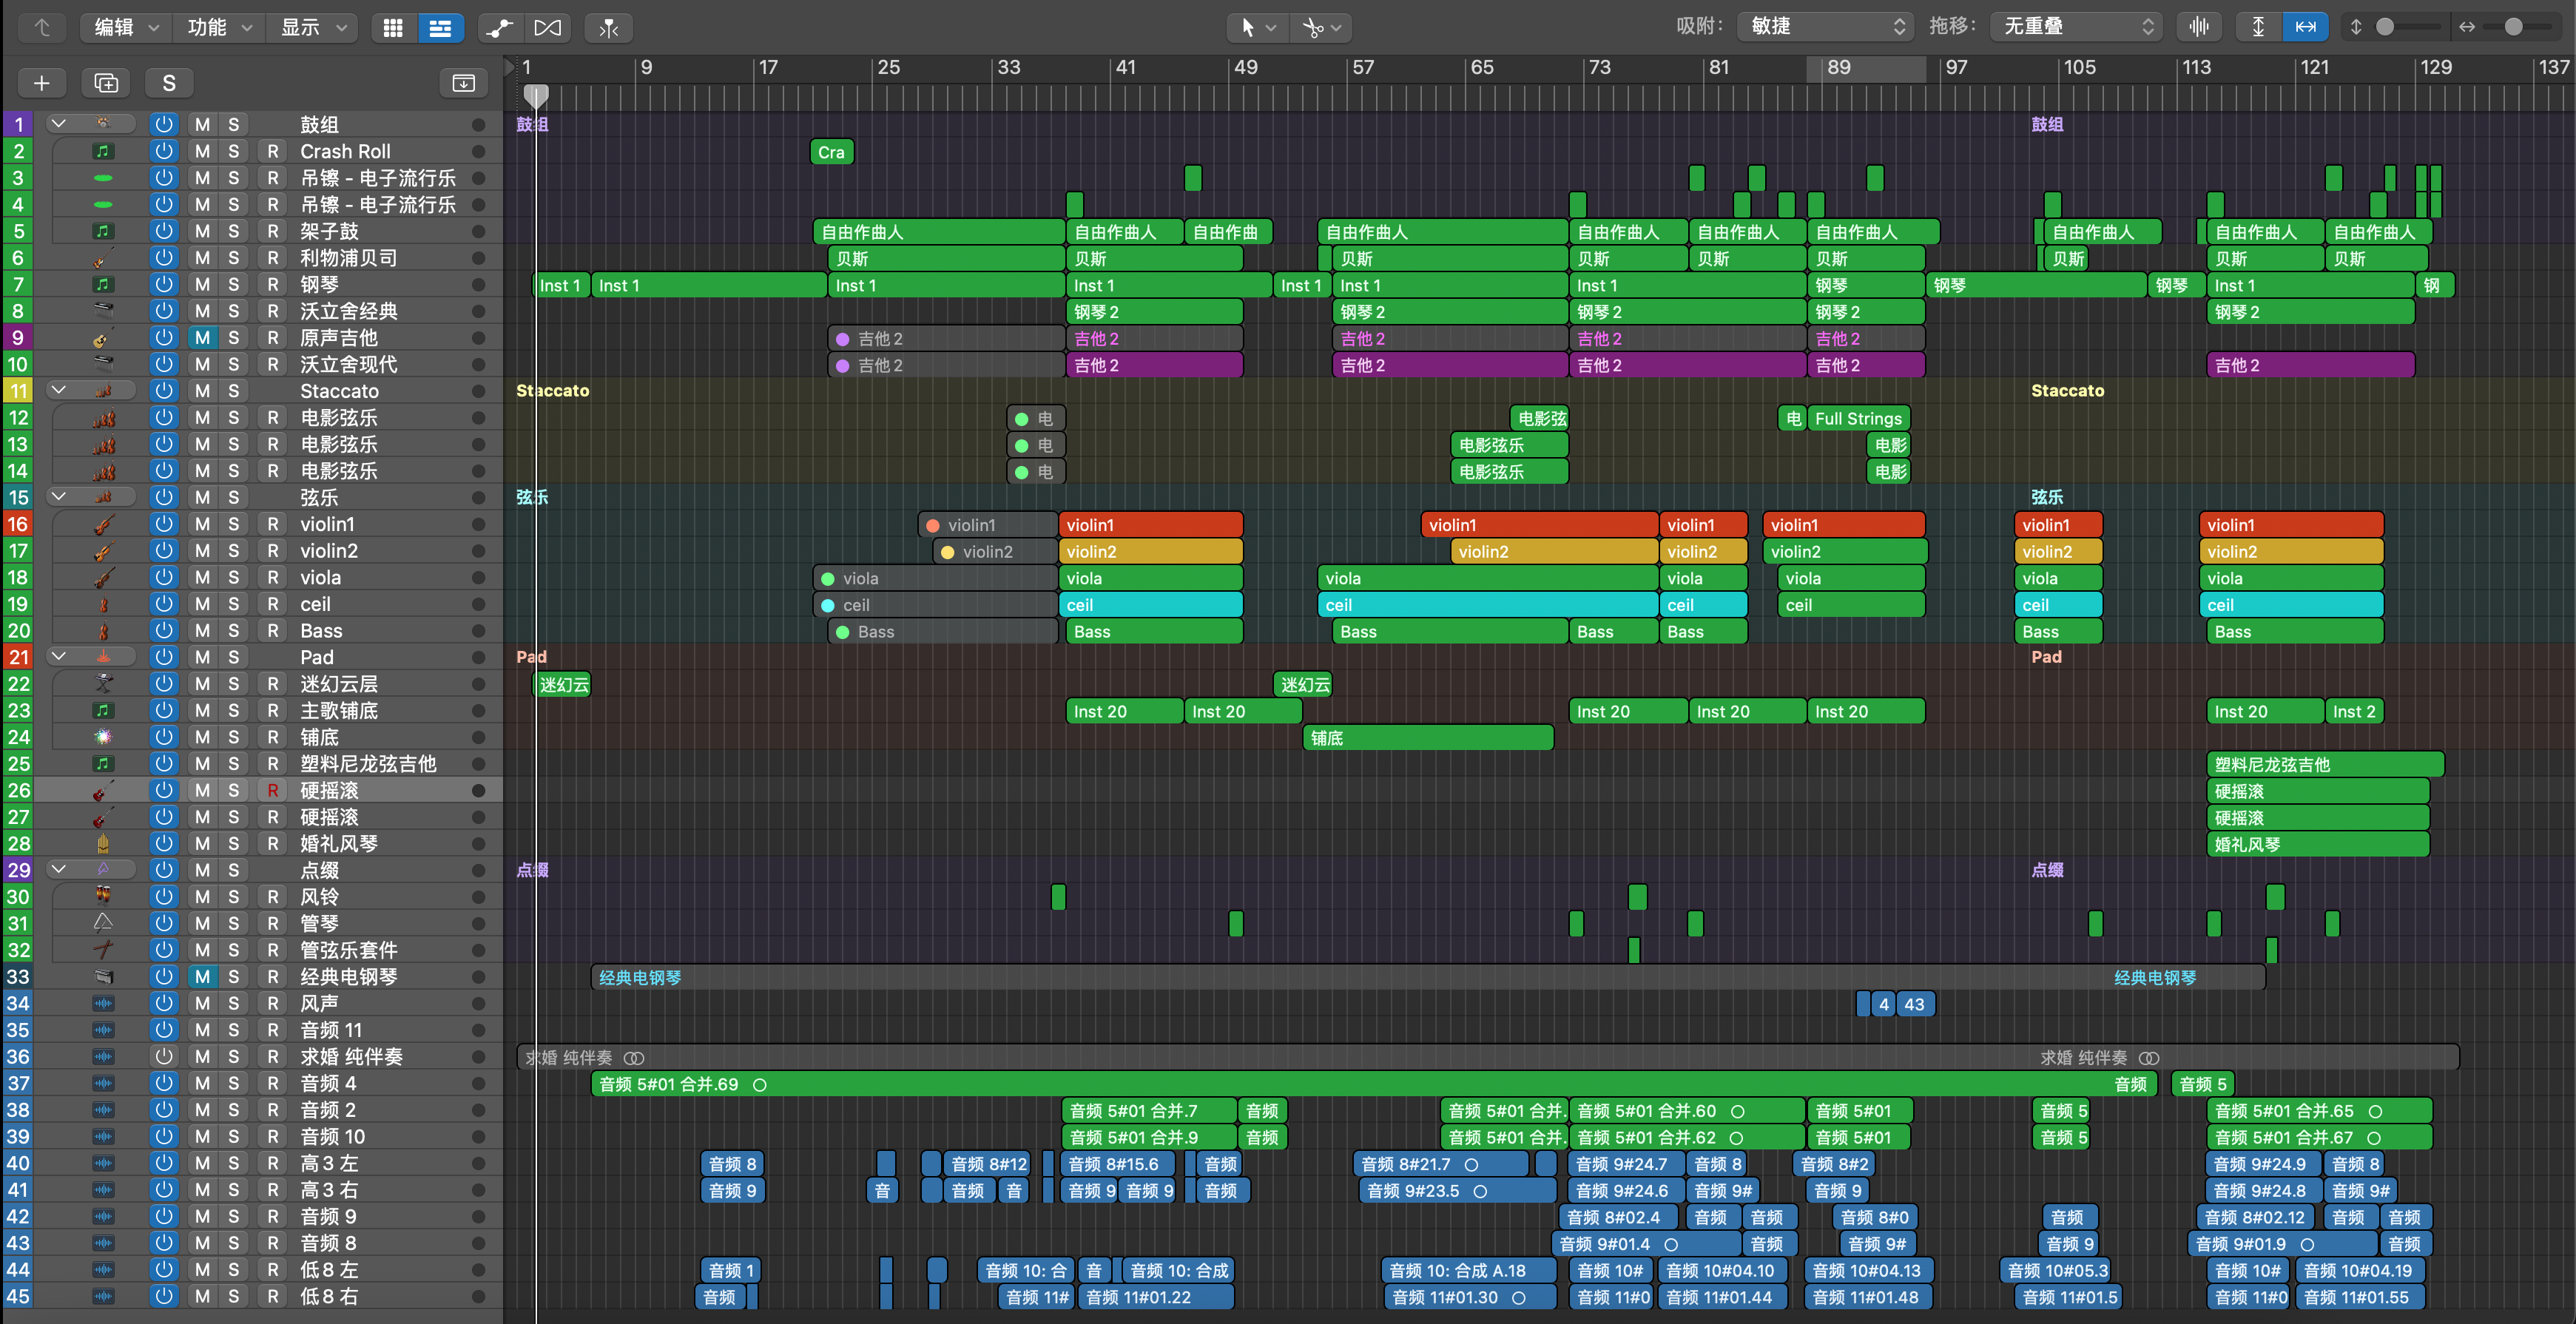 编辑 功能 显示 吸附: 敏捷 拖移: 无重叠
S 1 9 17 25 33 41 49 57 65 73 81 89 97 105 113 121 129 137
1 M S 鼓组 鼓组 鼓组
2 M S R Crash Roll Cra
3 M S R 吊镲 – 电子流行乐
4 M S R 吊镲 – 电子流行乐
5 M S R 架子鼓 自由作曲人 自由作曲人 自由作曲 自由作曲人 自由作曲人 自由作曲人 自由作曲人 自由作曲人 自由作曲人 自由作曲人
6 M S R 利物浦贝司 贝斯 贝斯 贝斯 贝斯 贝斯 贝斯 贝斯 贝斯 贝斯
7 M S R 钢琴 Inst 1 Inst 1 Inst 1 Inst 1 Inst 1 Inst 1 Inst 1 钢琴 钢琴 钢琴 Inst 1 钢
8 M S R 沃立舍经典 钢琴 2 钢琴 2 钢琴 2 钢琴 2 钢琴 2
9 M S R 原声吉他 吉他 2 吉他 2 吉他 2 吉他 2 吉他 2
10 M S R 沃立舍现代 吉他 2 吉他 2 吉他 2 吉他 2 吉他 2 吉他 2
11 M S Staccato Staccato Staccato
12 M S R 电影弦乐 电 电影弦 电 Full Strings
13 M S R 电影弦乐 电 电影弦乐 电影
14 M S R 电影弦乐 电 电影弦乐 电影
15 M S 弦乐 弦乐 弦乐
16 M S R violin1 violin1 violin1 violin1 violin1 violin1 violin1 violin1
17 M S R violin2 violin2 violin2 violin2 violin2 violin2 violin2 violin2
18 M S R viola viola viola viola viola viola viola viola
19 M S R ceil ceil ceil ceil ceil ceil ceil ceil
20 M S R Bass Bass Bass Bass Bass Bass Bass Bass
21 M S Pad Pad Pad
22 M S R 迷幻云层 迷幻云 迷幻云
23 M S R 主歌铺底 Inst 20 Inst 20 Inst 20 Inst 20 Inst 20 Inst 20 Inst 2
24 M S R 铺底 铺底
25 M S R 塑料尼龙弦吉他 塑料尼龙弦吉他
26 M S R 硬摇滚 硬摇滚
27 M S R 硬摇滚 硬摇滚
28 M S R 婚礼风琴 婚礼风琴
29 M S 点缀 点缀 点缀
30 M S R 风铃
31 M S R 管琴
32 M S R 管弦乐套件
33 M S R 经典电钢琴 经典电钢琴 经典电钢琴
34 M S R 风声 4 43
35 M S R 音频 11
36 M S R 求婚 纯伴奏 求婚 纯伴奏 求婚 纯伴奏
37 M S R 音频 4 音频 5#01 合并.69 音频 音频 5
38 M S R 音频 2 音频 5#01 合并.7 音频 音频 5#01 合并. 音频 5#01 合并.60 音频 5#01 音频 5 音频 5#01 合并.65
39 M S R 音频 10 音频 5#01 合并.9 音频 音频 5#01 合并. 音频 5#01 合并.62 音频 5#01 音频 5 音频 5#01 合并.67
40 M S R 高 3 左 音频 8 音频 8#12 音频 8#15.6 音频 音频 8#21.7 音频 9#24.7 音频 8 音频 8#2 音频 9#24.9 音频 8
41 M S R 高 3 右 音频 9 音 音频 音 音频 9 音频 9 音频 音频 9#23.5 音频 9#24.6 音频 9# 音频 9 音频 9#24.8 音频 9#
42 M S R 音频 9 音频 8#02.4 音频 音频 音频 8#0 音频 音频 8#02.12 音频 音频
43 M S R 音频 8 音频 9#01.4 音频 音频 9# 音频 9 音频 9#01.9 音频
44 M S R 低 8 左 音频 1 音频 10: 合 音 音频 10: 合成 音频 10: 合成 A.18 音频 10# 音频 10#04.10 音频 10#04.13 音频 10#05.3 音频 10# 音频 10#04.19
45 M S R 低 8 右 音频 音频 11# 音频 11#01.22 音频 11#01.30 音频 11#0 音频 11#01.44 音频 11#01.48 音频 11#01.5 音频 11#0 音频 11#01.55